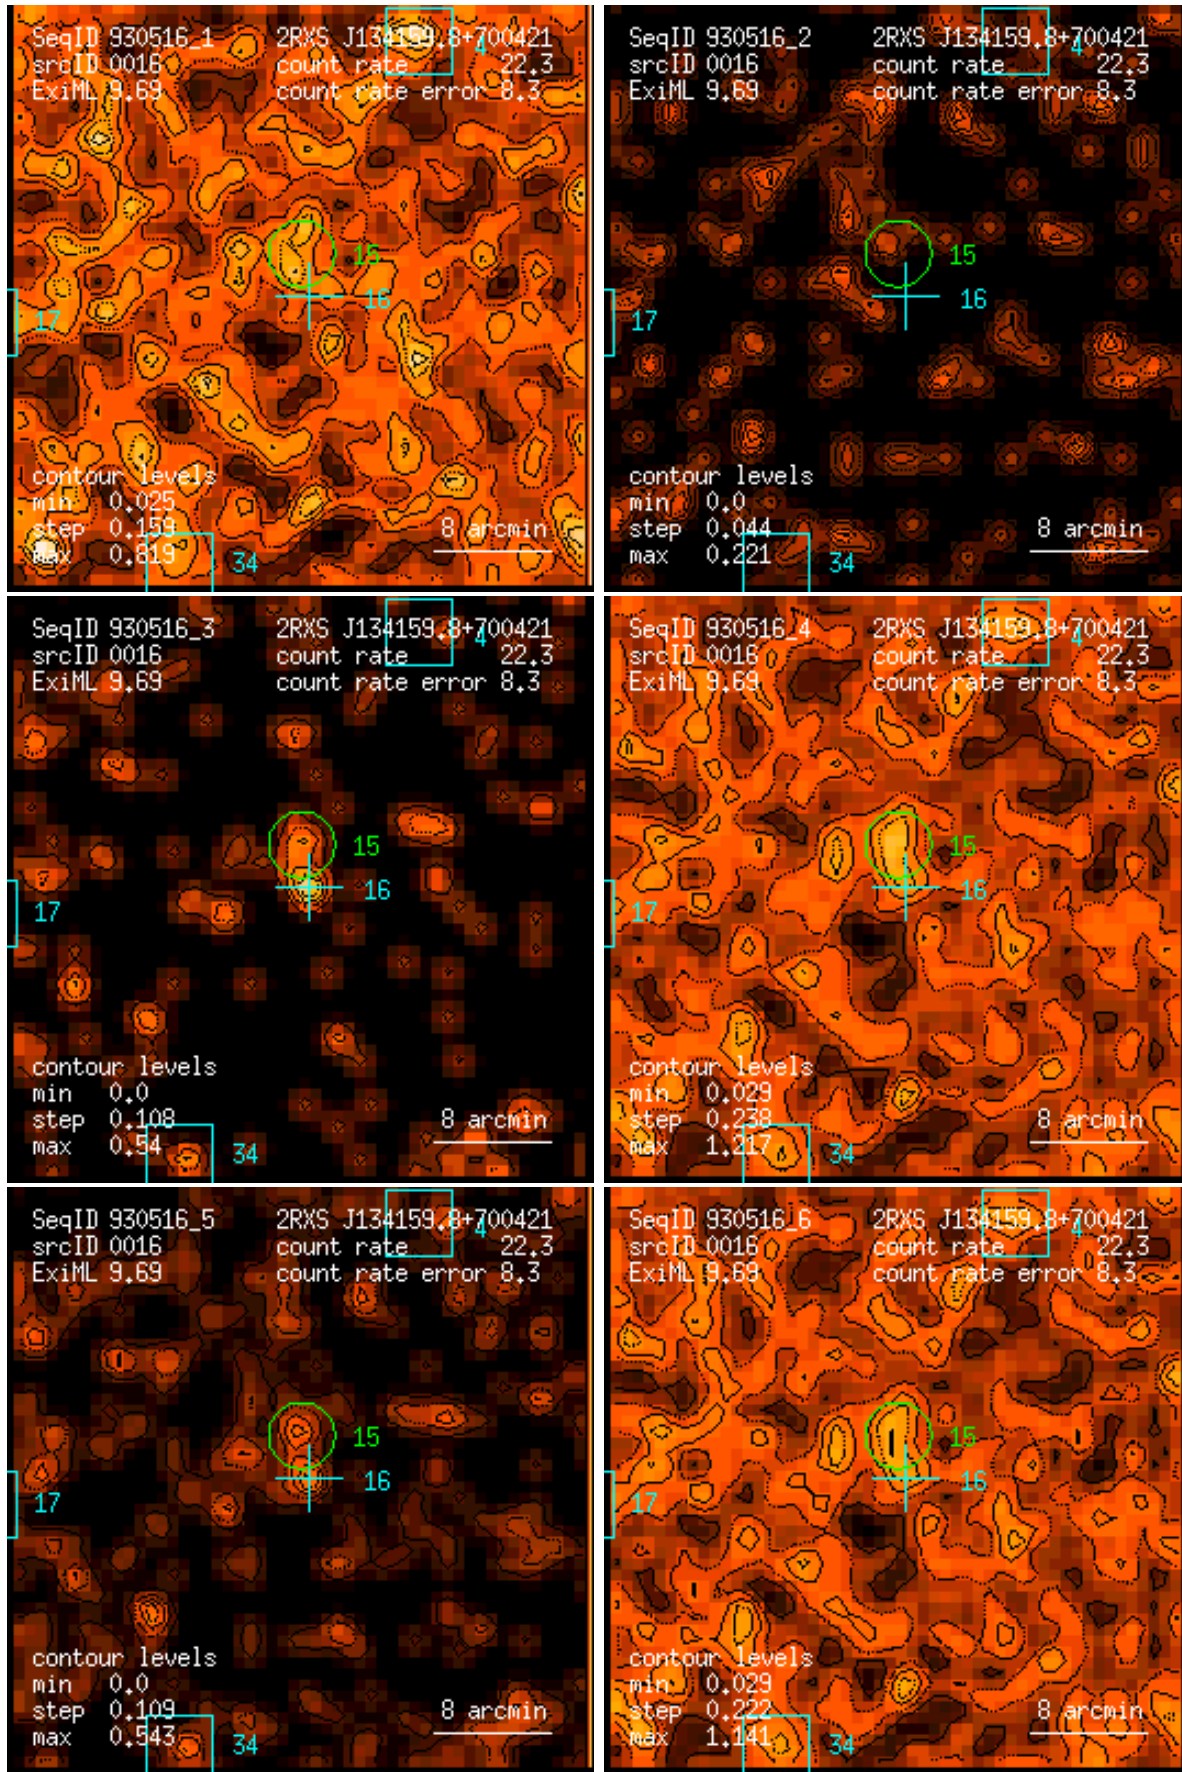 SeqID 930516_1 2RXS J134159.8+700421
srcID 0016 count rate 22.3
ExiML 9.69 count rate error 8.3
4
15
16
17
contour levels
min 0.025
step 0.159
max 0.819
8 arcmin
34
SeqID 930516_2 2RXS J134159.8+700421
srcID 0016 count rate 22.3
ExiML 9.69 count rate error 8.3
4
15
16
17
contour levels
min 0.0
step 0.044
max 0.221
8 arcmin
34
SeqID 930516_3 2RXS J134159.8+700421
srcID 0016 count rate 22.3
ExiML 9.69 count rate error 8.3
4
15
16
17
contour levels
min 0.0
step 0.108
max 0.54
8 arcmin
34
SeqID 930516_4 2RXS J134159.8+700421
srcID 0016 count rate 22.3
ExiML 9.69 count rate error 8.3
4
15
16
17
contour levels
min 0.029
step 0.238
max 1.217
8 arcmin
34
SeqID 930516_5 2RXS J134159.8+700421
srcID 0016 count rate 22.3
ExiML 9.69 count rate error 8.3
4
15
16
17
contour levels
min 0.0
step 0.109
max 0.543
8 arcmin
34
SeqID 930516_6 2RXS J134159.8+700421
srcID 0016 count rate 22.3
ExiML 9.69 count rate error 8.3
4
15
16
17
contour levels
min 0.029
step 0.222
max 1.141
8 arcmin
34